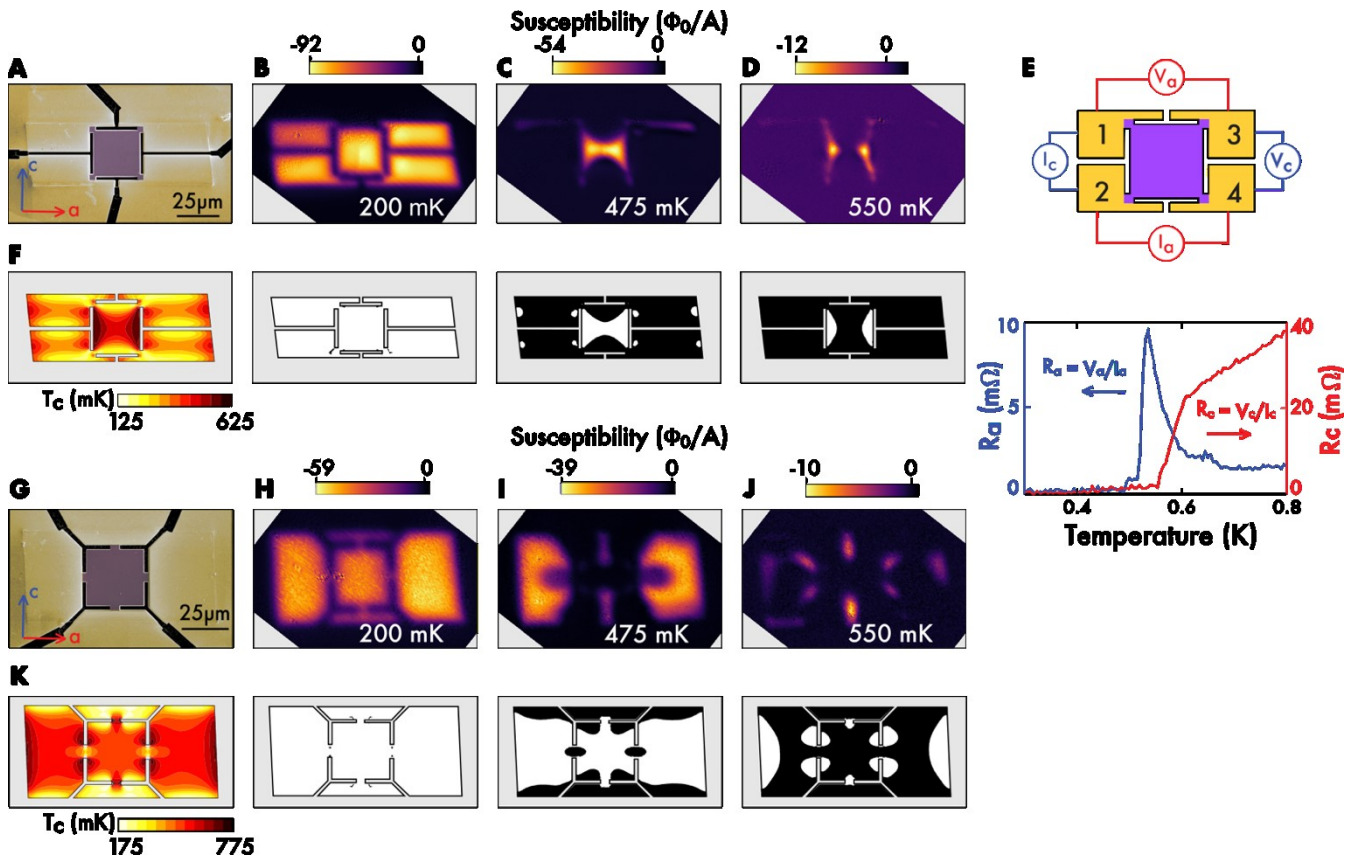 Susceptibility (Φ₀/A)
-92 0 -54 0 -12 0
A B C D E
c
a
25μm
200 mK
475 mK
550 mK
Va
1 3
Ic Vc
2 4
Ia
F
Tc (mK)
125 625
10 40
Ra = Va/Ia
Ra (mΩ)
5 20
Rc = Vc/Ic
Rc (mΩ)
0 0
0.4 0.6 0.8
Temperature (K)
Susceptibility (Φ₀/A)
-59 0 -39 0 -10 0
G H I J
c
a
25μm
200 mK
475 mK
550 mK
K
Tc (mK)
175 775